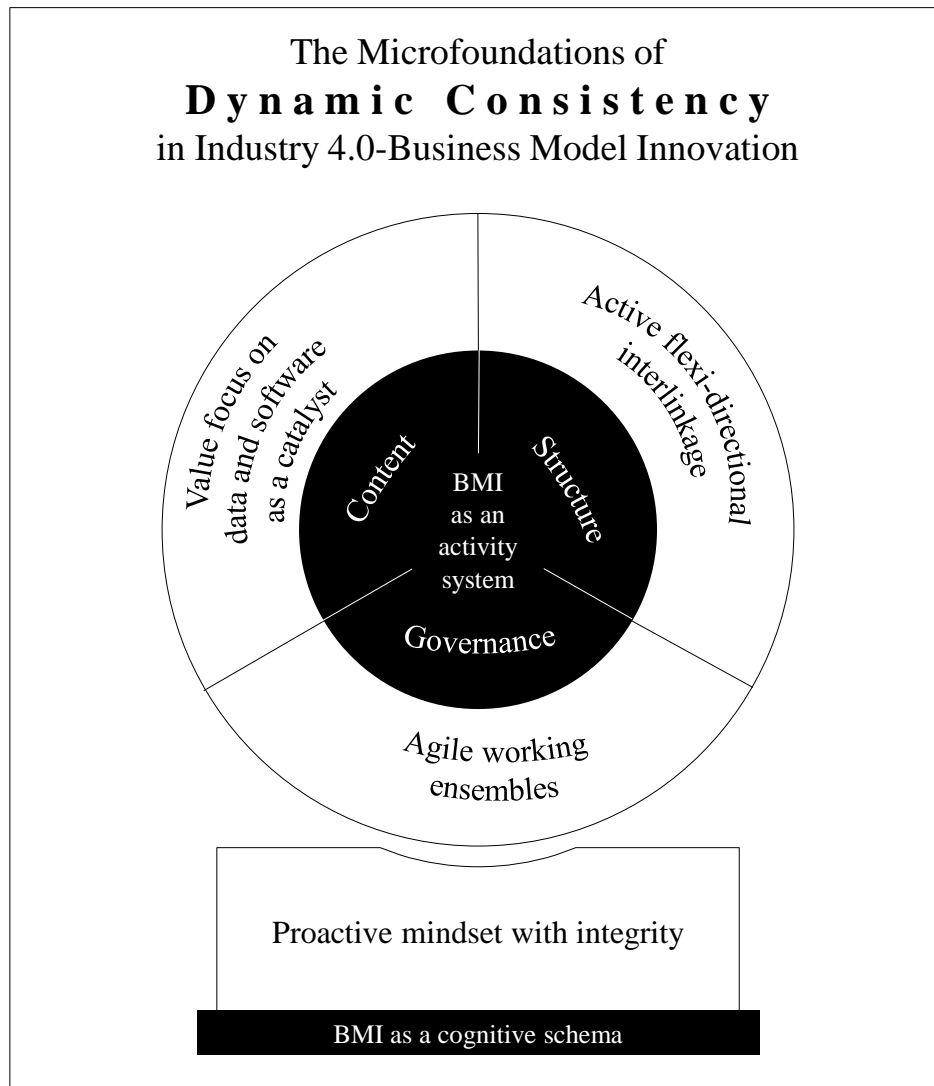 The Microfoundations of
Dynamic Consistency
in Industry 4.0-Business Model Innovation
Value focus on
data and software
as a catalyst
Active flexi-directional
interlinkage
Content
Structure
BMI
as an
activity
system
Governance
Agile working
ensembles
Proactive mindset with integrity
BMI as a cognitive schema